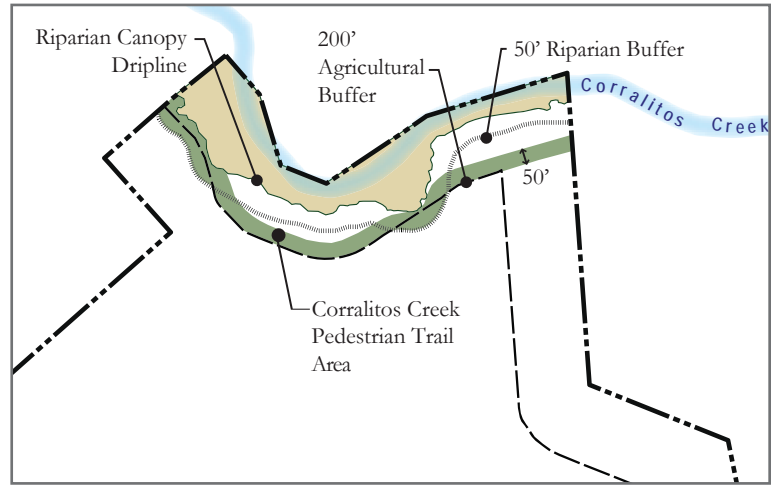 Riparian Canopy
Dripline
200’
Agricultural
Buffer
50’ Riparian Buffer
Corralitos Creek
50’
Corralitos Creek
Pedestrian Trail
Area